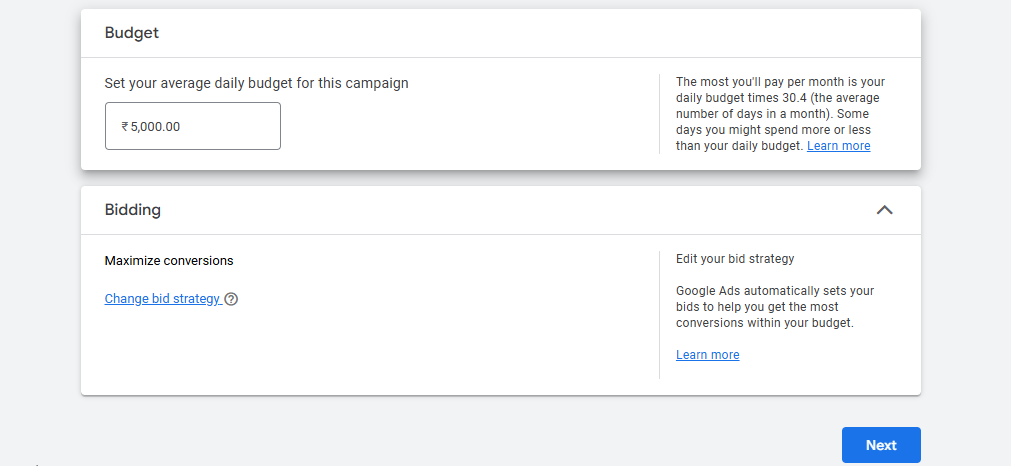 Budget
Set your average daily budget for this campaign
₹ 5,000.00
The most you'll pay per month is your
daily budget times 30.4 (the average
number of days in a month). Some
days you might spend more or less
than your daily budget. Learn more
Bidding
Maximize conversions
Change bid strategy
Edit your bid strategy
Google Ads automatically sets your
bids to help you get the most
conversions within your budget.
Learn more
Next